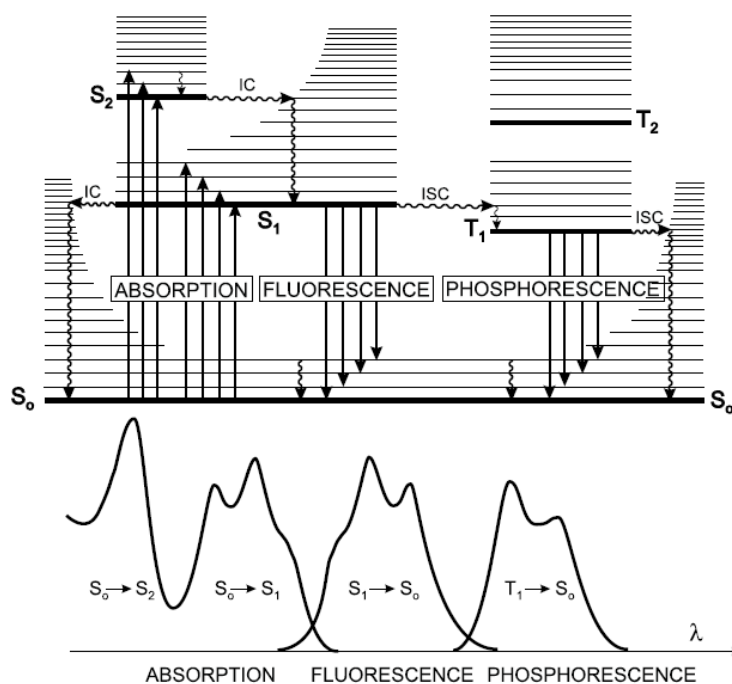 S₂
IC
T₂
IC
S₁
ISC
T₁
ISC
ABSORPTION
FLUORESCENCE
PHOSPHORESCENCE
Sₒ
Sₒ
Sₒ→S₂
Sₒ→S₁
S₁→Sₒ
T₁→Sₒ
λ
ABSORPTION
FLUORESCENCE
PHOSPHORESCENCE